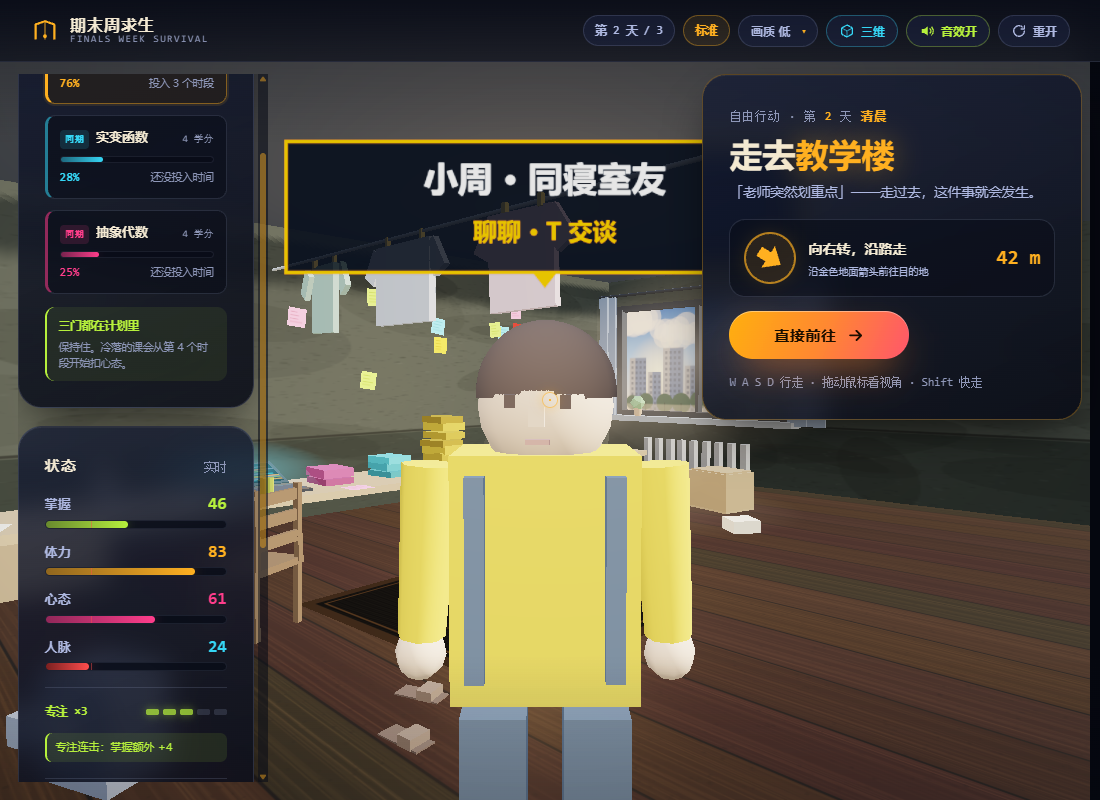 期末周求生
FINALS WEEK SURVIVAL
第 2 天 / 3
标准
画质 低
三维
音效开
重开
76%
投入 3 个时段
同期
实变函数
4 学分
28%
还没投入时间
同期
抽象代数
4 学分
25%
还没投入时间
三门都在计划里
保持住。冷落的课会从第 4 个时
段开始扣心态。
状态
实时
掌握
46
体力
83
心态
61
人脉
24
专注 x3
专注连击：掌握额外 +4
小周 • 同寝室友
聊聊 • T 交谈
自由行动 · 第 2 天 清晨
走去教学楼
「老师突然划重点」——走过去，这件事就会发生。
向右转，沿路走
沿金色地面箭头前往目的地
42 m
直接前往 →
W A S D 行走 · 拖动鼠标看视角 · Shift 快走